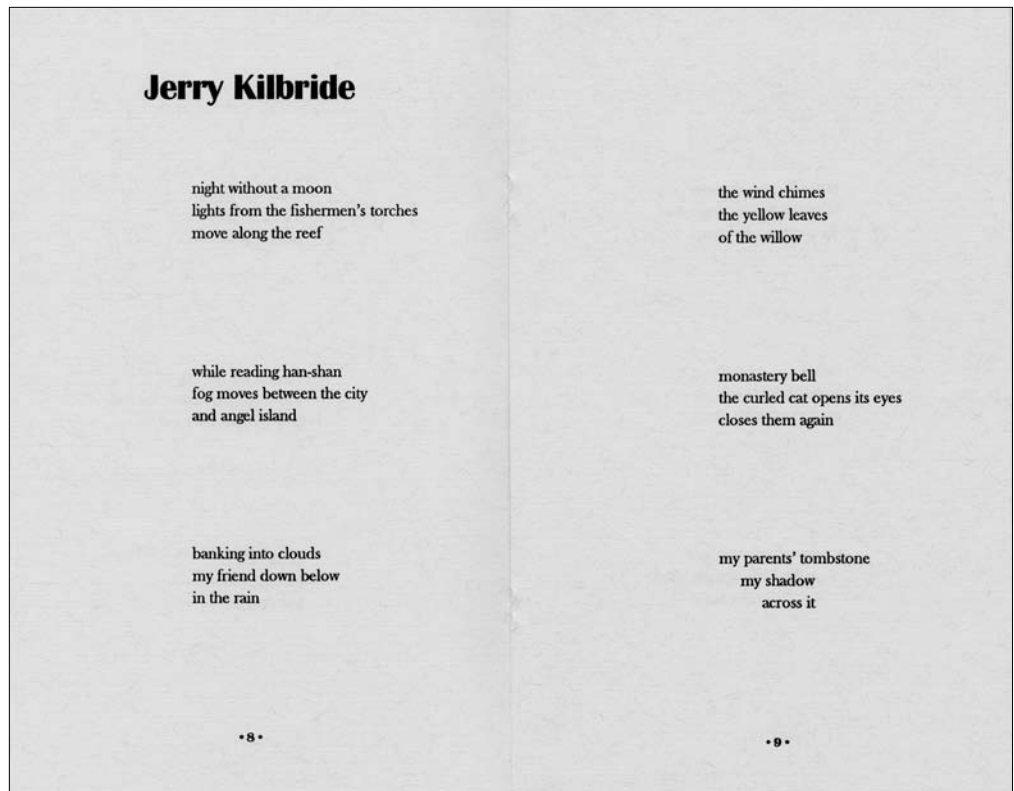 Jerry Kilbride
night without a moon
lights from the fishermen's torches
move along the reef
while reading han-shan
fog moves between the city
and angel island
banking into clouds
my friend down below
in the rain
•8•
the wind chimes
the yellow leaves
of the willow
monastery bell
the curled cat opens its eyes
closes them again
my parents' tombstone
my shadow
across it
•9•